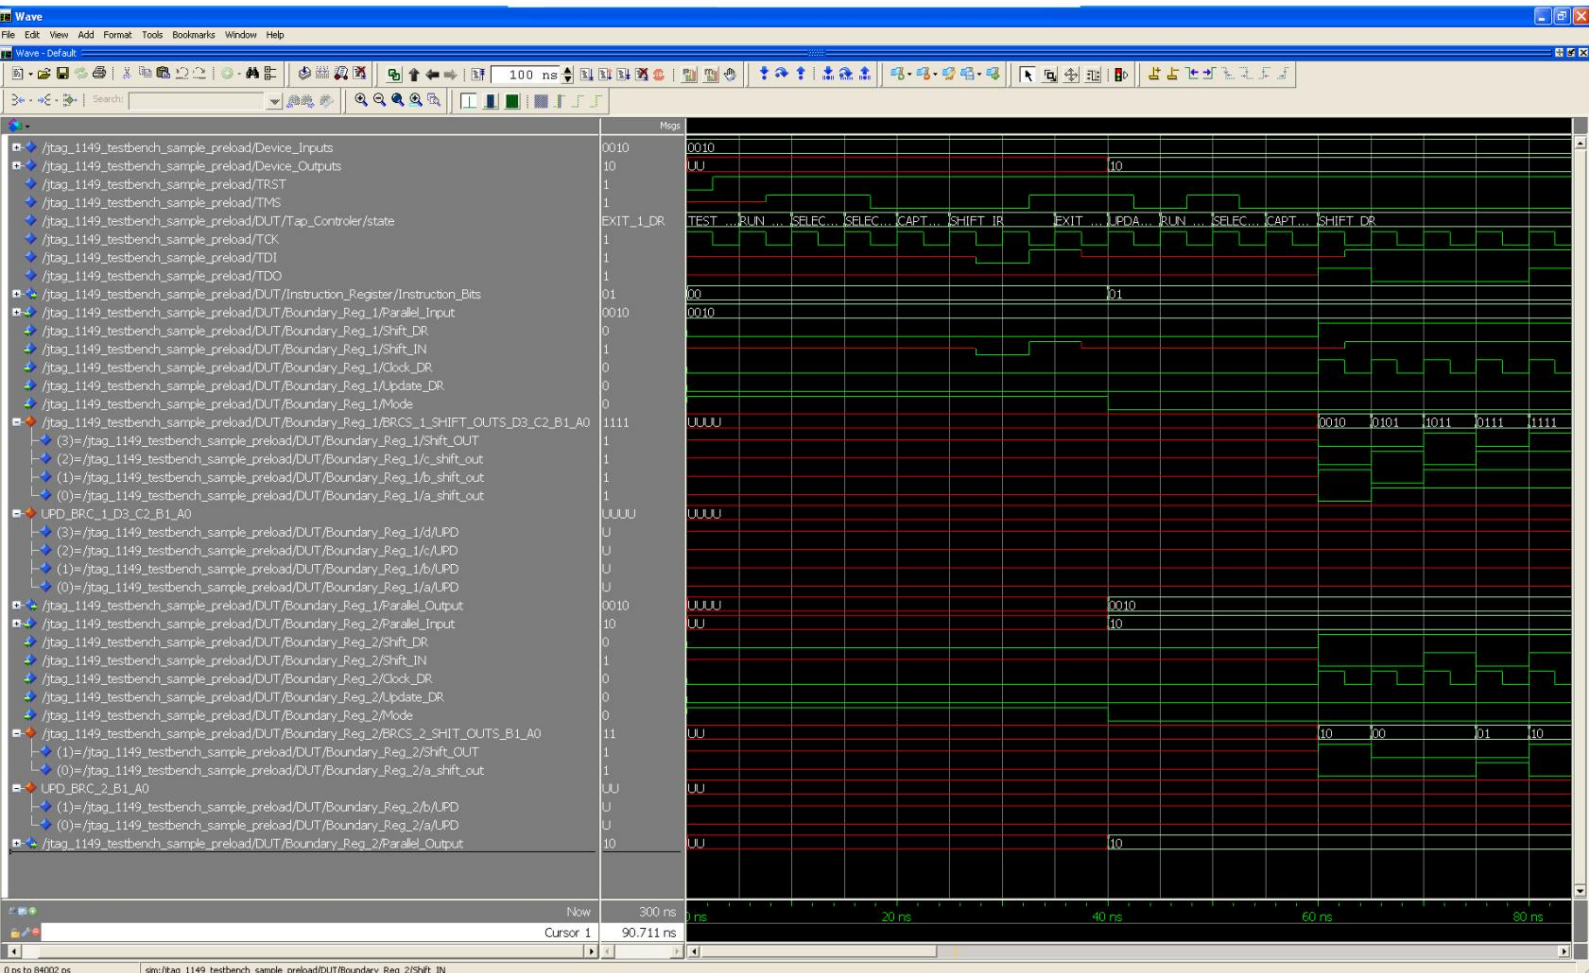 Wave
File Edit View Add Format Tools Bookmarks Window Help
Wave - Default
100 ns
Search:
Msgs
/jtag_1149_testbench_sample_preload/Device_Inputs 0010 0010
/jtag_1149_testbench_sample_preload/Device_Outputs 10 UU 10
/jtag_1149_testbench_sample_preload/TRST 1
/jtag_1149_testbench_sample_preload/TMS 1
/jtag_1149_testbench_sample_preload/DUT/Tap_Controler/state EXIT_1_DR TEST ... RUN ... SELEC... SELEC... CAPT... SHIFT_IR EXIT ... UPDA... RUN ... SELEC... CAPT... SHIFT_DR
/jtag_1149_testbench_sample_preload/TCK 1
/jtag_1149_testbench_sample_preload/TDI 1
/jtag_1149_testbench_sample_preload/TDO 1
/jtag_1149_testbench_sample_preload/DUT/Instruction_Register/Instruction_Bits 01 00 01
/jtag_1149_testbench_sample_preload/DUT/Boundary_Reg_1/Parallel_Input 0010 0010
/jtag_1149_testbench_sample_preload/DUT/Boundary_Reg_1/Shift_DR 0
/jtag_1149_testbench_sample_preload/DUT/Boundary_Reg_1/Shift_IN 1
/jtag_1149_testbench_sample_preload/DUT/Boundary_Reg_1/Clock_DR 0
/jtag_1149_testbench_sample_preload/DUT/Boundary_Reg_1/Update_DR 0
/jtag_1149_testbench_sample_preload/DUT/Boundary_Reg_1/Mode 0
/jtag_1149_testbench_sample_preload/DUT/Boundary_Reg_1/BRCS_1_SHIFT_OUTS_D3_C2_B1_A0 1111 UUUU 0010 0101 1011 0111 1111
(3)=/jtag_1149_testbench_sample_preload/DUT/Boundary_Reg_1/Shift_OUT 1
(2)=/jtag_1149_testbench_sample_preload/DUT/Boundary_Reg_1/c_shift_out 1
(1)=/jtag_1149_testbench_sample_preload/DUT/Boundary_Reg_1/b_shift_out 1
(0)=/jtag_1149_testbench_sample_preload/DUT/Boundary_Reg_1/a_shift_out 1
UPD_BRC_1_D3_C2_B1_A0 UUUU UUUU
(3)=/jtag_1149_testbench_sample_preload/DUT/Boundary_Reg_1/d/UPD U
(2)=/jtag_1149_testbench_sample_preload/DUT/Boundary_Reg_1/c/UPD U
(1)=/jtag_1149_testbench_sample_preload/DUT/Boundary_Reg_1/b/UPD U
(0)=/jtag_1149_testbench_sample_preload/DUT/Boundary_Reg_1/a/UPD U
/jtag_1149_testbench_sample_preload/DUT/Boundary_Reg_1/Parallel_Output 0010 UUUU 0010
/jtag_1149_testbench_sample_preload/DUT/Boundary_Reg_2/Parallel_Input 10 UU 10
/jtag_1149_testbench_sample_preload/DUT/Boundary_Reg_2/Shift_DR 0
/jtag_1149_testbench_sample_preload/DUT/Boundary_Reg_2/Shift_IN 1
/jtag_1149_testbench_sample_preload/DUT/Boundary_Reg_2/Clock_DR 0
/jtag_1149_testbench_sample_preload/DUT/Boundary_Reg_2/Update_DR 0
/jtag_1149_testbench_sample_preload/DUT/Boundary_Reg_2/Mode 0
/jtag_1149_testbench_sample_preload/DUT/Boundary_Reg_2/BRCS_2_SHIT_OUTS_B1_A0 11 UU 10 00 01 10
(1)=/jtag_1149_testbench_sample_preload/DUT/Boundary_Reg_2/Shift_OUT 1
(0)=/jtag_1149_testbench_sample_preload/DUT/Boundary_Reg_2/a_shift_out 1
UPD_BRC_2_B1_A0 UU UU
(1)=/jtag_1149_testbench_sample_preload/DUT/Boundary_Reg_2/b/UPD U
(0)=/jtag_1149_testbench_sample_preload/DUT/Boundary_Reg_2/a/UPD U
/jtag_1149_testbench_sample_preload/DUT/Boundary_Reg_2/Parallel_Output 10 UU 10
Now 300 ns 0 ns 20 ns 40 ns 60 ns 80 ns
Cursor 1 90.711 ns
0 ps to 84002 ps sim:/jtag_1149_testbench_sample_preload/DUT/Boundary_Reg_2/Shift_IN